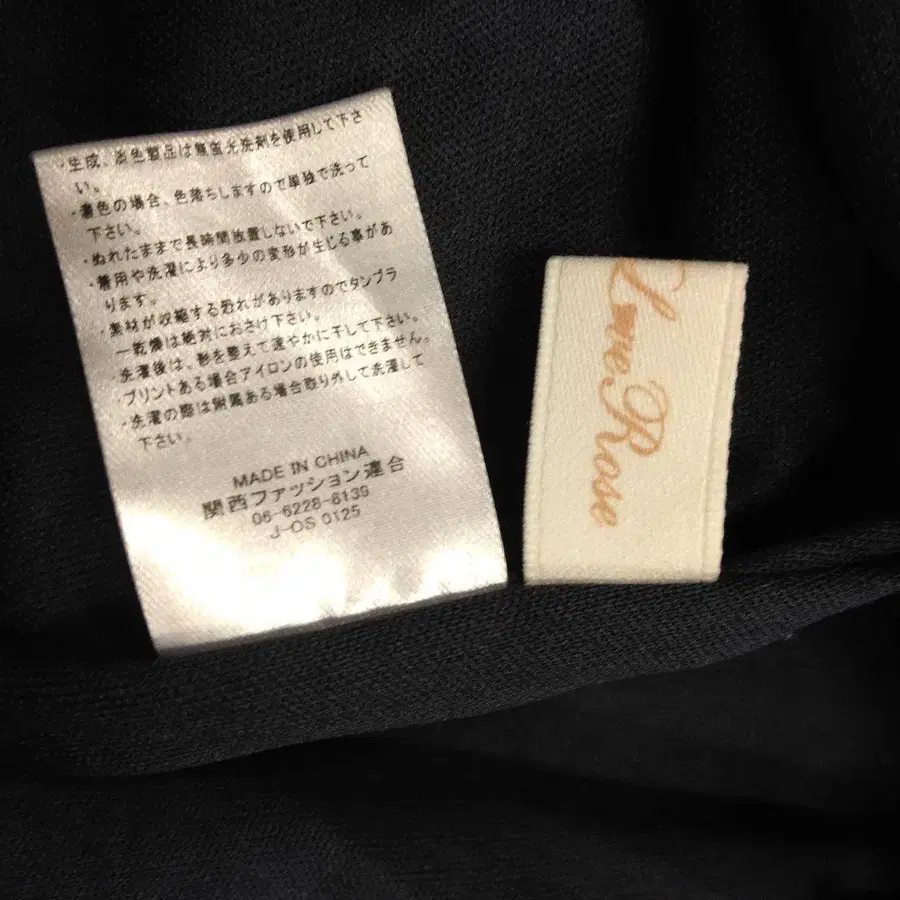 ・生成、淡色製品は無蛍光洗剤を使用して下さ
い。
・濃色の場合、色落ちしますので単独で洗って
下さい。
・ぬれたままで長時間放置しないで下さい。
・着用や洗濯により多少の変形が生じる事があ
ります。
・素材が収縮する恐れがありますのでタンブラ
ー乾燥は絶対におさけ下さい。
洗濯後は、形を整えて速やかに干して下さい。
・プリントある場合アイロンの使用はできません。
・洗濯の際は附属ある場合取り外して洗濯して
下さい。
MADE IN CHINA
関西ファッション連合
06-6228-6139
J-OS 0125
Rose